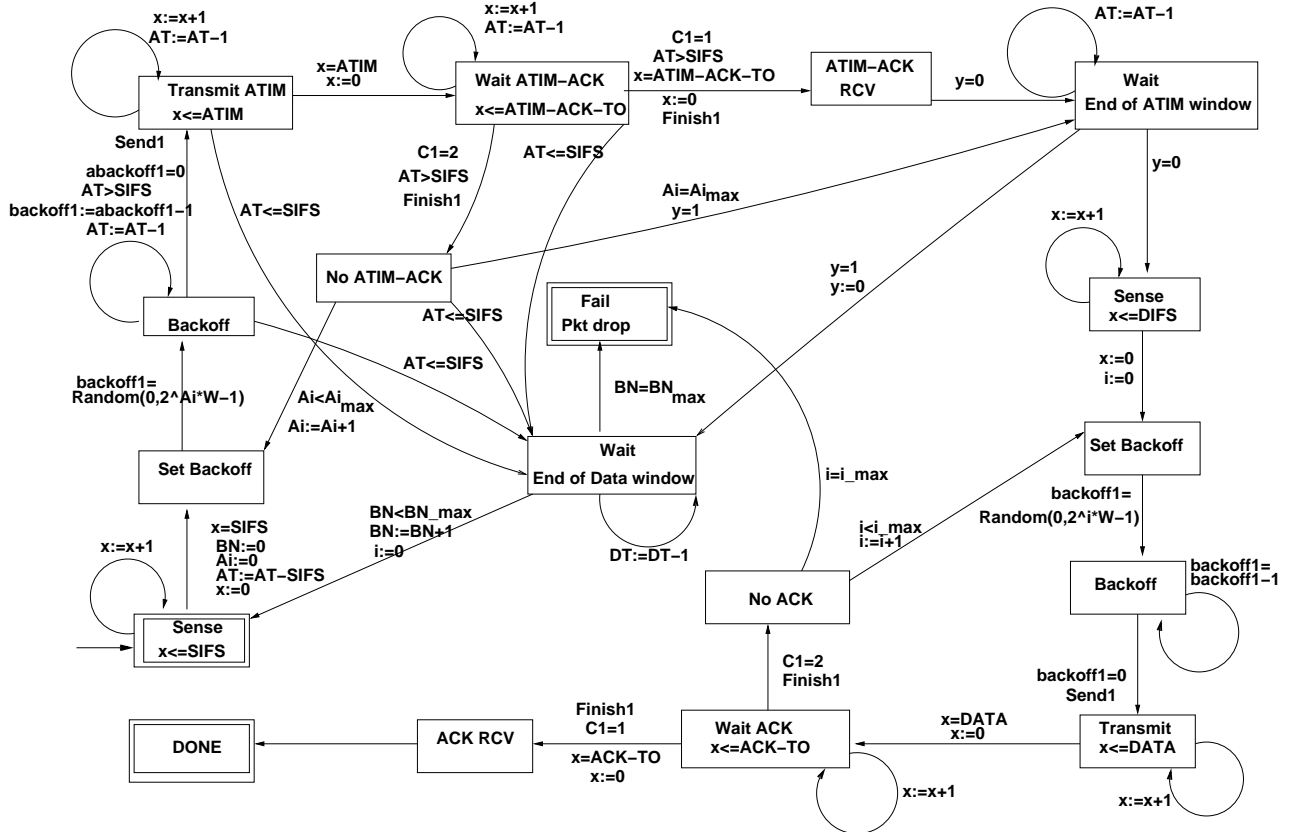 x:=x+1
AT:=AT−1
x=ATIM
x:=0
x:=x+1
AT:=AT−1
C1=1
AT>SIFS
x=ATIM−ACK−TO
x:=0
Finish1
AT:=AT−1
Transmit ATIM
x<=ATIM
Wait ATIM−ACK
x<=ATIM−ACK−TO
ATIM−ACK
RCV
y=0
Wait
End of ATIM window
Send1
abackoff1=0
AT>SIFS
backoff1:=abackoff1−1
AT:=AT−1
AT<=SIFS
C1=2
AT>SIFS
Finish1
AT<=SIFS
Ai=Ai max
y=1
y=0
x:=x+1
No ATIM−ACK
y=1
y:=0
Backoff
AT<=SIFS
AT<=SIFS
Fail
Pkt drop
Sense
x<=DIFS
x:=0
i:=0
backoff1=
Random(0,2^Ai*W−1)
Ai<Ai max
Ai:=Ai+1
BN=BN max
Set Backoff
Wait
End of Data window
Set Backoff
i=i_max
backoff1=
Random(0,2^i*W−1)
x:=x+1
x=SIFS
BN:=0
Ai:=0
AT:=AT−SIFS
x:=0
BN<BN_max
BN:=BN+1
i:=0
DT:=DT−1
i<i_max
i:=i+1
No ACK
Backoff
backoff1=
backoff1−1
Sense
x<=SIFS
C1=2
Finish1
backoff1=0
Send1
DONE
ACK RCV
Finish1
C1=1
x=ACK−TO
x:=0
Wait ACK
x<=ACK−TO
x=DATA
x:=0
Transmit
x<=DATA
x:=x+1
x:=x+1